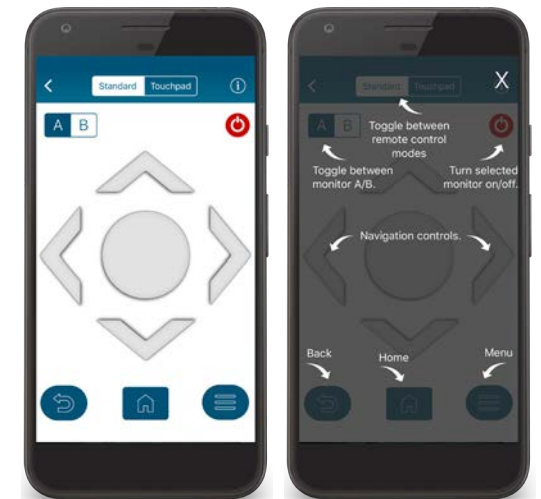 Standard Touchpad
A B
Standard Touchpad X
A B
Toggle between
remote control
modes
Toggle between
monitor A/B.
Turn selected
monitor on/off.
Navigation controls.
Back
Home
Menu